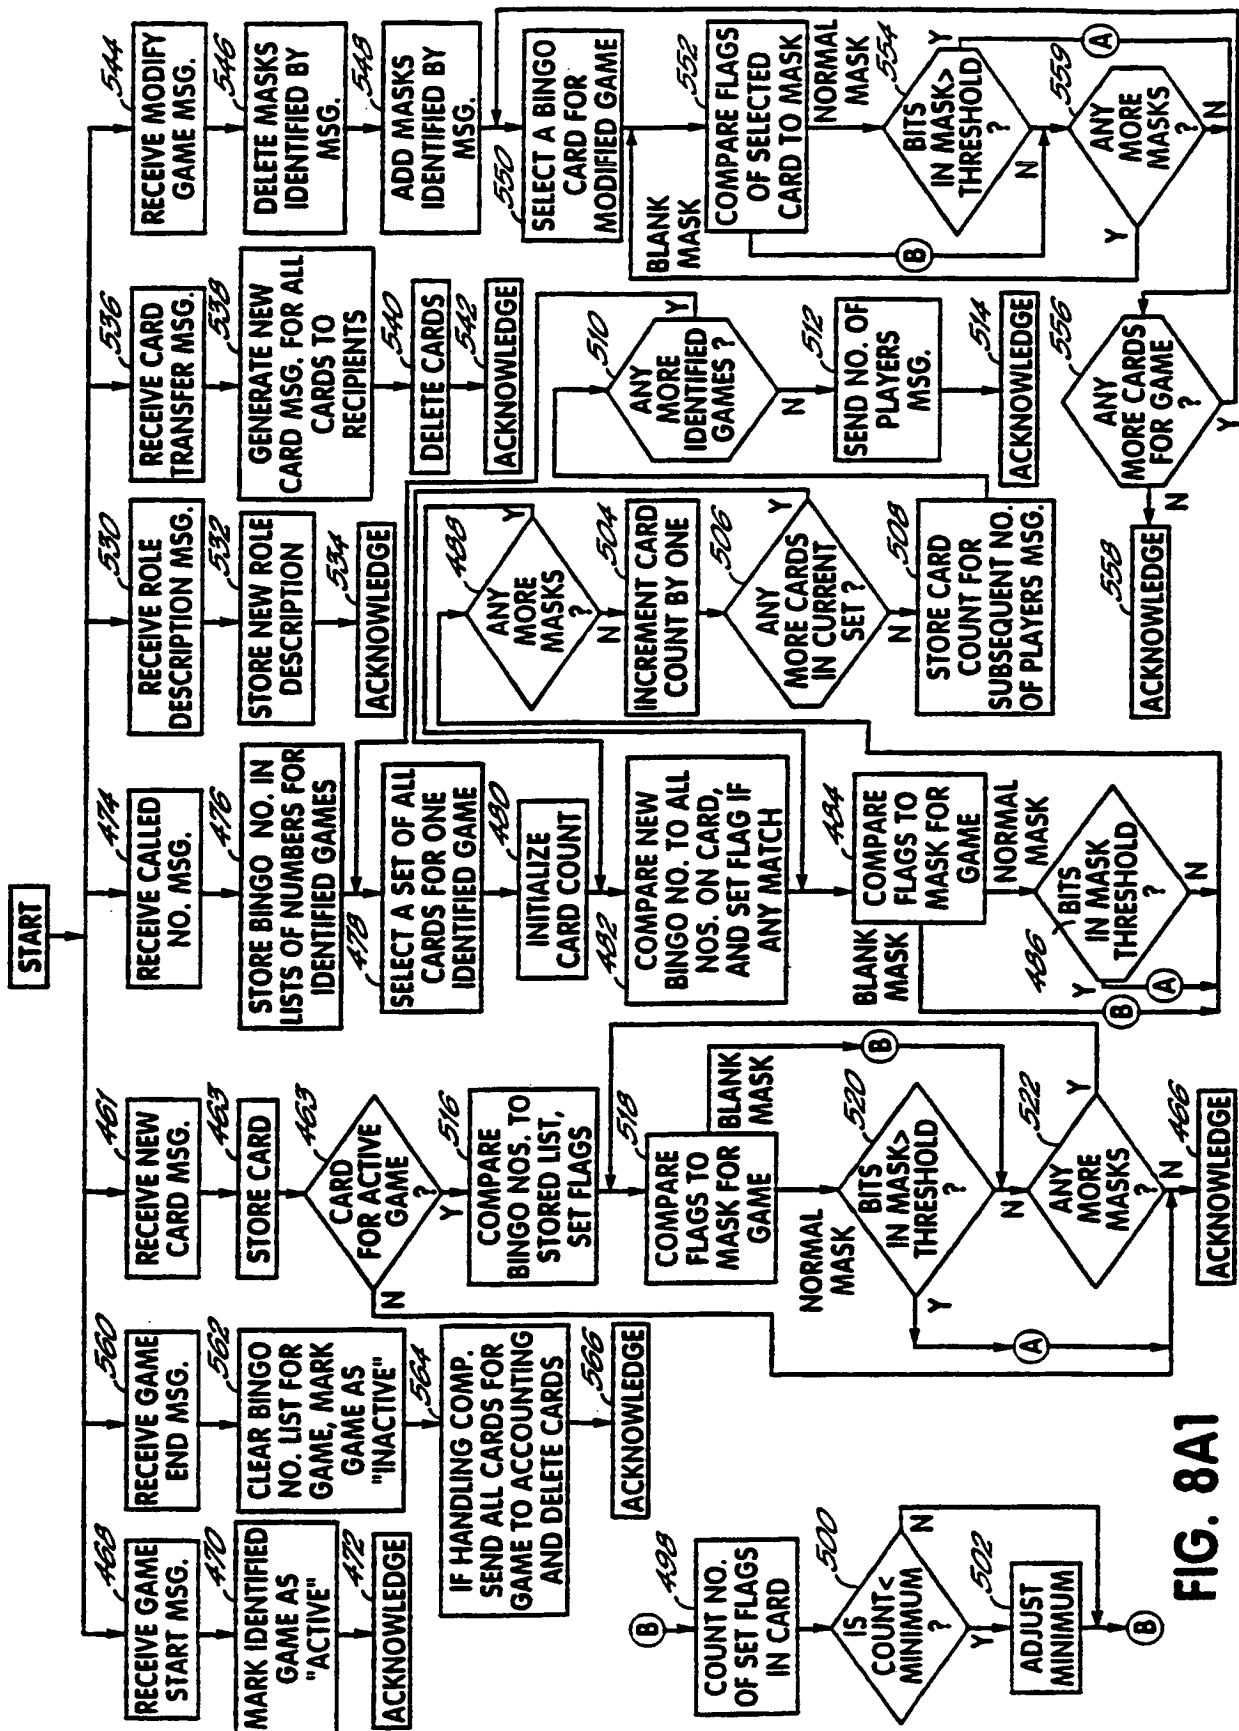 START
468
RECEIVE GAME
START MSG.
470
MARK IDENTIFIED
GAME AS
"ACTIVE"
472
ACKNOWLEDGE
560
RECEIVE GAME
END MSG.
562
CLEAR BINGO
NO. LIST FOR
GAME, MARK
GAME AS
"INACTIVE"
564
IF HANDLING COMP.
SEND ALL CARDS FOR
GAME TO ACCOUNTING
AND DELETE CARDS
566
ACKNOWLEDGE
461
RECEIVE NEW
CARD MSG.
463
STORE CARD
463
CARD
FOR ACTIVE
GAME
?
N
Y
516
COMPARE
BINGO NOS. TO
STORED LIST,
SET FLAGS
518
COMPARE
FLAGS TO
MASK FOR
GAME
BLANK
MASK
B
NORMAL
MASK
520
BITS
IN MASK>
THRESHOLD
?
Y
N
A
522
ANY
MORE
MASKS
?
Y
N
466
ACKNOWLEDGE
474
RECEIVE CALLED
NO. MSG.
476
STORE BINGO NO. IN
LISTS OF NUMBERS FOR
IDENTIFIED GAMES
478
SELECT A SET OF ALL
CARDS FOR ONE
IDENTIFIED GAME
480
INITIALIZE
CARD COUNT
482
COMPARE NEW
BINGO NO. TO ALL
NOS. ON CARD,
AND SET FLAG IF
ANY MATCH
484
COMPARE
FLAGS TO
MASK FOR
GAME
BLANK
MASK
NORMAL
MASK
486
BITS
IN MASK
THRESHOLD
?
Y
N
A
B
530
RECEIVE ROLE
DESCRIPTION MSG.
532
STORE NEW ROLE
DESCRIPTION
534
ACKNOWLEDGE
488
ANY
MORE
MASKS
?
Y
N
504
INCREMENT CARD
COUNT BY ONE
506
ANY
MORE CARDS
IN CURRENT
SET ?
Y
N
508
STORE CARD
COUNT FOR
SUBSEQUENT NO.
OF PLAYERS MSG.
536
RECEIVE CARD
TRANSFER MSG.
538
GENERATE NEW
CARD MSG. FOR ALL
CARDS TO
RECIPIENTS
540
DELETE CARDS
542
ACKNOWLEDGE
510
ANY
MORE
IDENTIFIED
GAMES ?
Y
N
512
SEND NO. OF
PLAYERS
MSG.
514
ACKNOWLEDGE
544
RECEIVE MODIFY
GAME MSG.
546
DELETE MASKS
IDENTIFIED BY
MSG.
548
ADD MASKS
IDENTIFIED BY
MSG.
550
SELECT A BINGO
CARD FOR
MODIFIED GAME
552
COMPARE FLAGS
OF SELECTED
CARD TO MASK
BLANK
MASK
B
NORMAL
MASK
554
BITS
IN MASK>
THRESHOLD
?
Y
N
A
559
ANY
MORE
MASKS
?
Y
N
556
ANY
MORE CARDS
FOR GAME
?
Y
N
558
ACKNOWLEDGE
B
498
COUNT NO.
OF SET FLAGS
IN CARD
500
IS
COUNT<
MINIMUM
?
N
Y
502
ADJUST
MINIMUM
B
FIG. 8A1